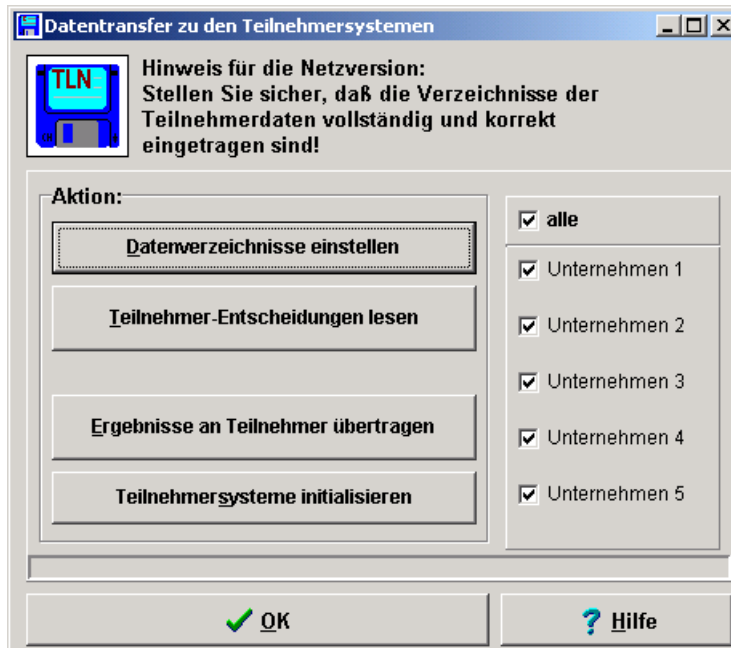 Datentransfer zu den Teilnehmersystemen
TLN
Hinweis für die Netzversion:
Stellen Sie sicher, daß die Verzeichnisse der
Teilnehmerdaten vollständig und korrekt
eingetragen sind!
Aktion:
Datenverzeichnisse einstellen
Teilnehmer-Entscheidungen lesen
Ergebnisse an Teilnehmer übertragen
Teilnehmersysteme initialisieren
alle
Unternehmen 1
Unternehmen 2
Unternehmen 3
Unternehmen 4
Unternehmen 5
OK
Hilfe